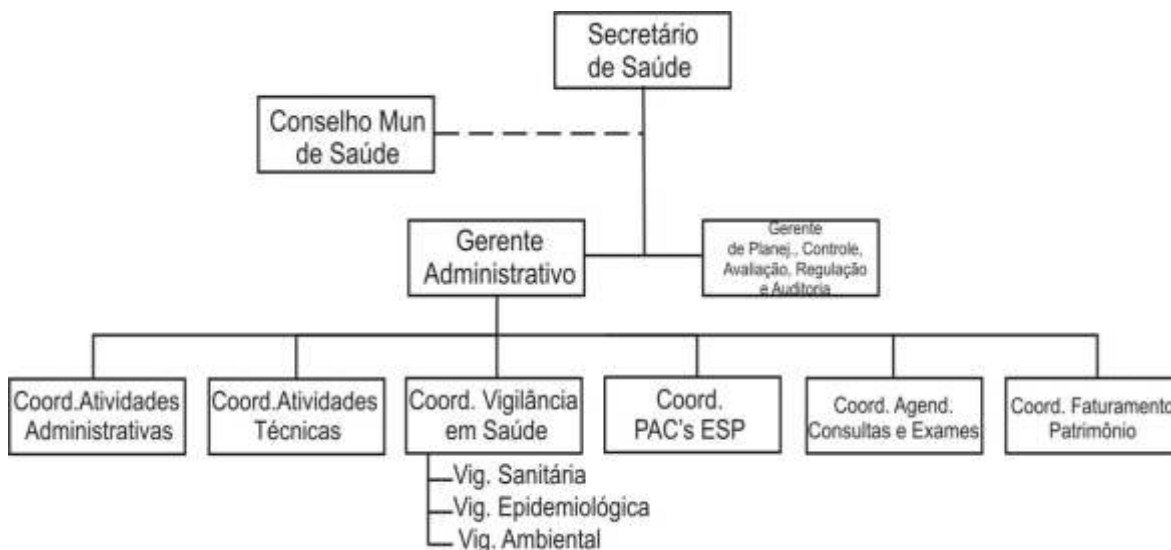 Secretário
de Saúde
Conselho Mun
de Saúde
Gerente
Administrativo
Gerente
de Planej., Controle,
Avaliação, Regulação
e Auditoria
Coord.Atividades
Administrativas
Coord.Atividades
Técnicas
Coord. Vigilância
em Saúde
Coord.
PAC's ESP
Coord. Agend.
Consultas e Exames
Coord. Faturamento
Patrimônio
Vig. Sanitária
Vig. Epidemiológica
Vig. Ambiental